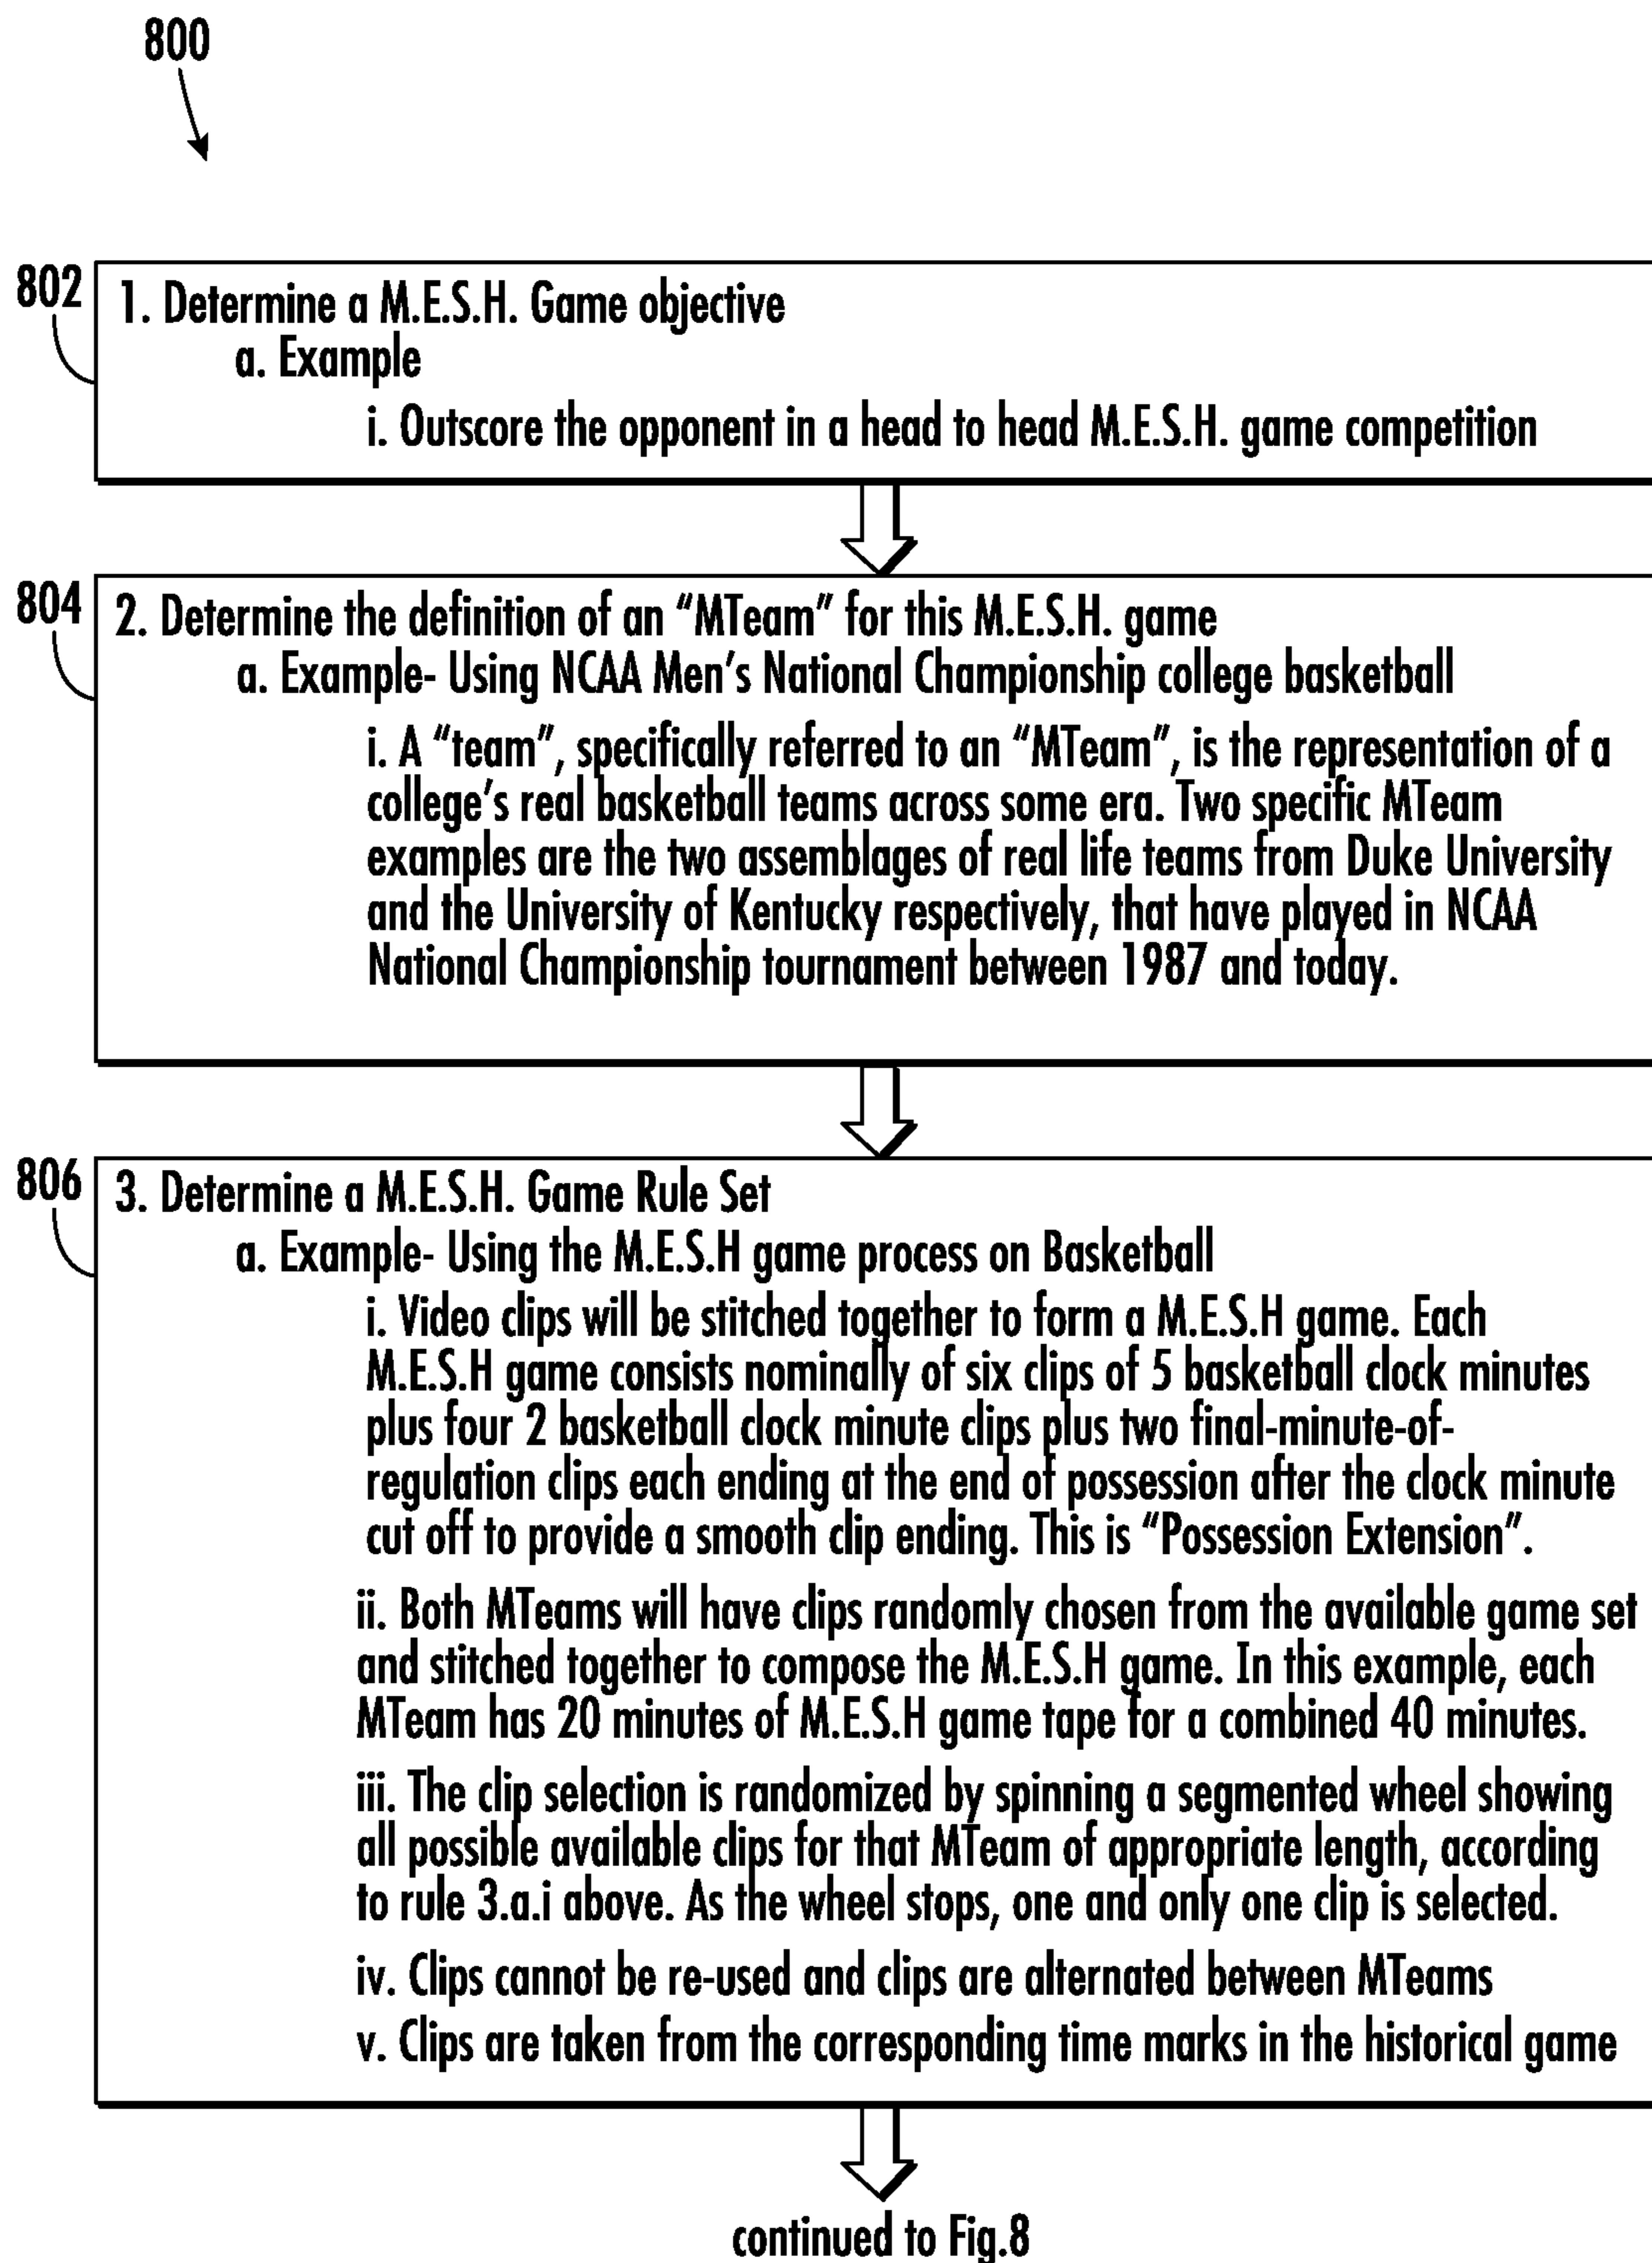 800
802
1. Determine a M.E.S.H. Game objective
a. Example
i. Outscore the opponent in a head to head M.E.S.H. game competition
804
2. Determine the definition of an “MTeam” for this M.E.S.H. game
a. Example- Using NCAA Men’s National Championship college basketball
i. A “team”, specifically referred to an “MTeam”, is the representation of a
college’s real basketball teams across some era. Two specific MTeam
examples are the two assemblages of real life teams from Duke University
and the University of Kentucky respectively, that have played in NCAA
National Championship tournament between 1987 and today.
806
3. Determine a M.E.S.H. Game Rule Set
a. Example- Using the M.E.S.H game process on Basketball
i. Video clips will be stitched together to form a M.E.S.H game. Each
M.E.S.H game consists nominally of six clips of 5 basketball clock minutes
plus four 2 basketball clock minute clips plus two final-minute-of-
regulation clips each ending at the end of possession after the clock minute
cut off to provide a smooth clip ending. This is “Possession Extension”.
ii. Both MTeams will have clips randomly chosen from the available game set
and stitched together to compose the M.E.S.H game. In this example, each
MTeam has 20 minutes of M.E.S.H game tape for a combined 40 minutes.
iii. The clip selection is randomized by spinning a segmented wheel showing
all possible available clips for that MTeam of appropriate length, according
to rule 3.a.i above. As the wheel stops, one and only one clip is selected.
iv. Clips cannot be re-used and clips are alternated between MTeams
v. Clips are taken from the corresponding time marks in the historical game
continued to Fig.8